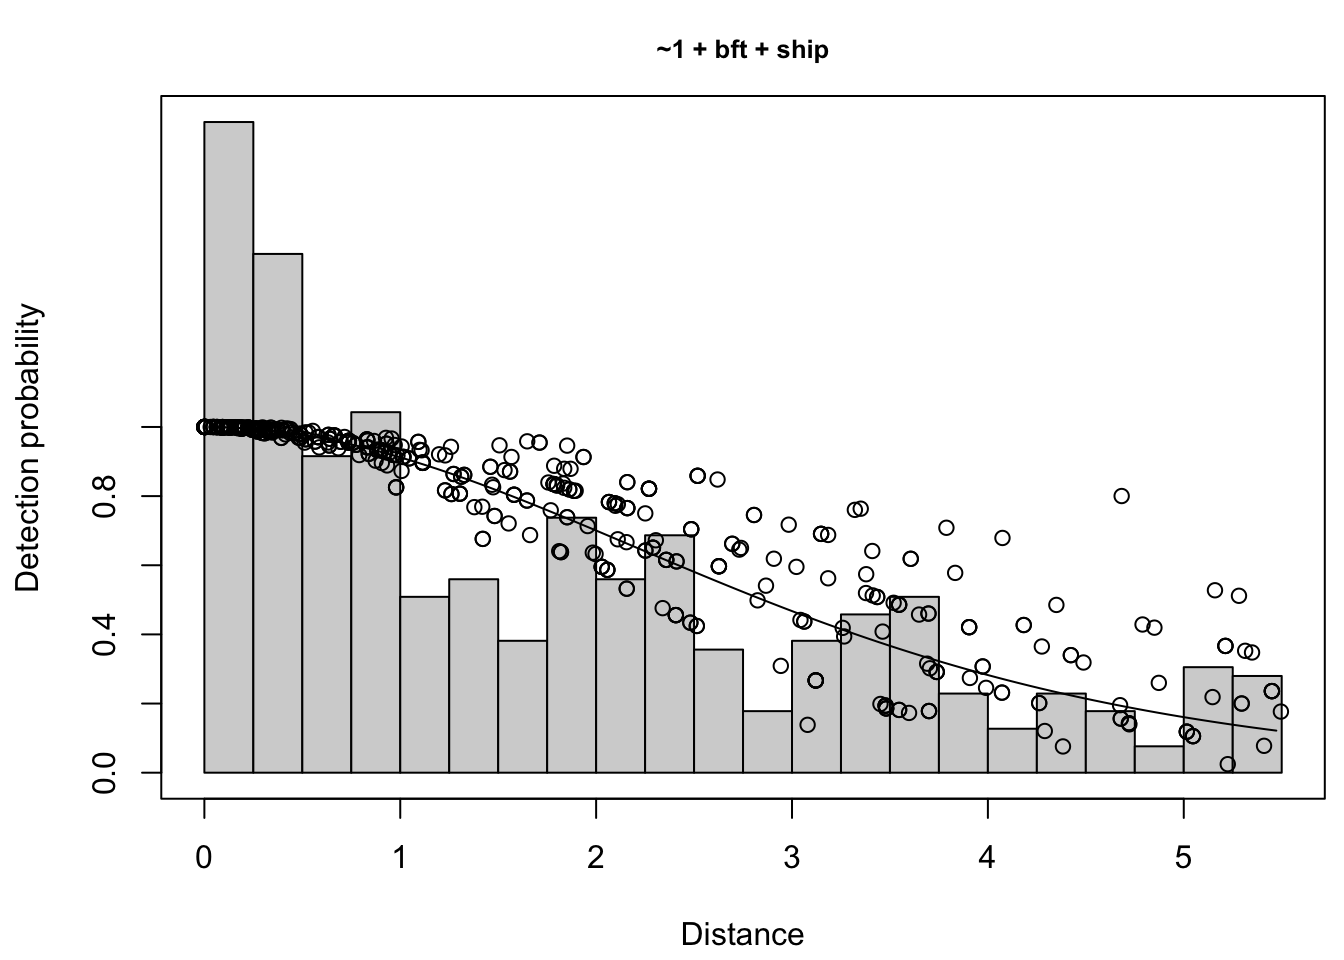 ~1 + bft + ship
Detection probability
0.8
0.4
0.0
0 1 2 3 4 5
Distance